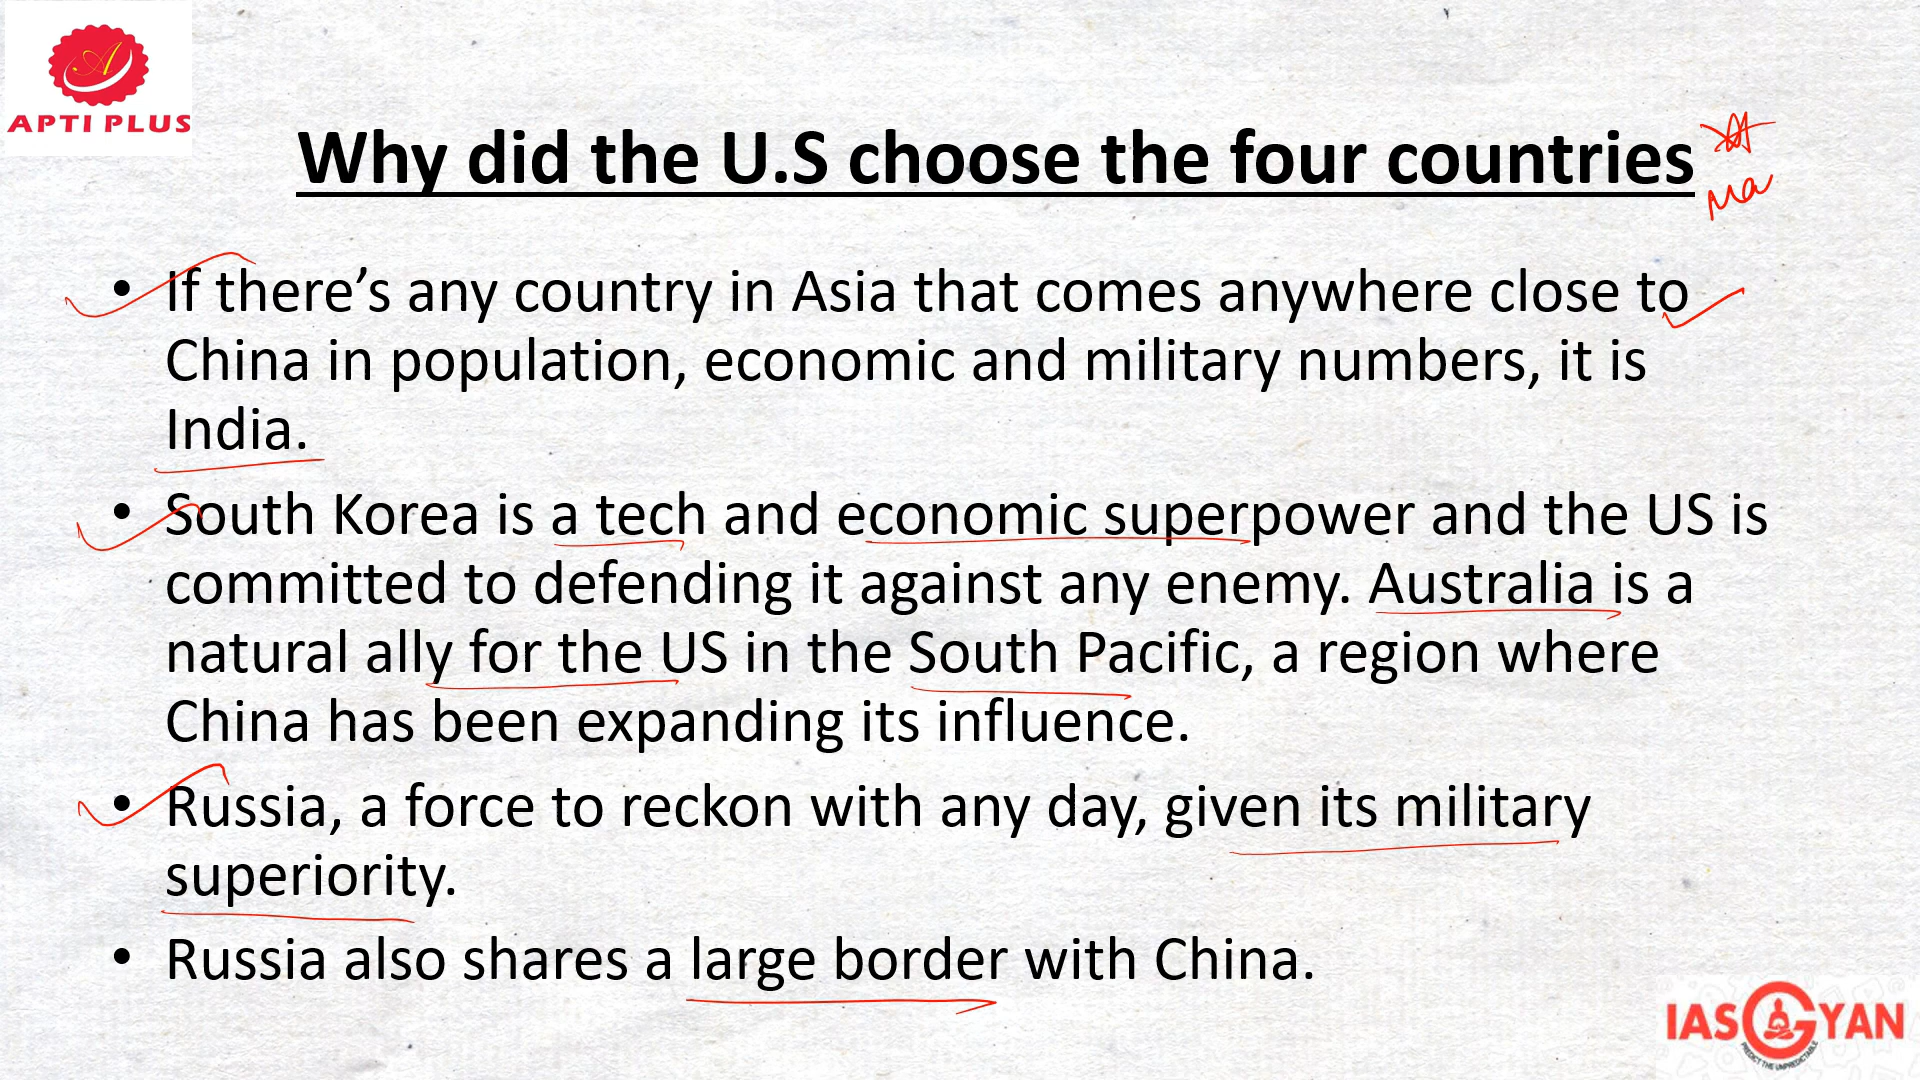 APTI PLUS
Why did the U.S choose the four countries
• If there’s any country in Asia that comes anywhere close to
China in population, economic and military numbers, it is
India.
• South Korea is a tech and economic superpower and the US is
committed to defending it against any enemy. Australia is a
natural ally for the US in the South Pacific, a region where
China has been expanding its influence.
• Russia, a force to reckon with any day, given its military
superiority.
• Russia also shares a large border with China.
IASGYAN
PREDICT THE UNPREDICTABLE